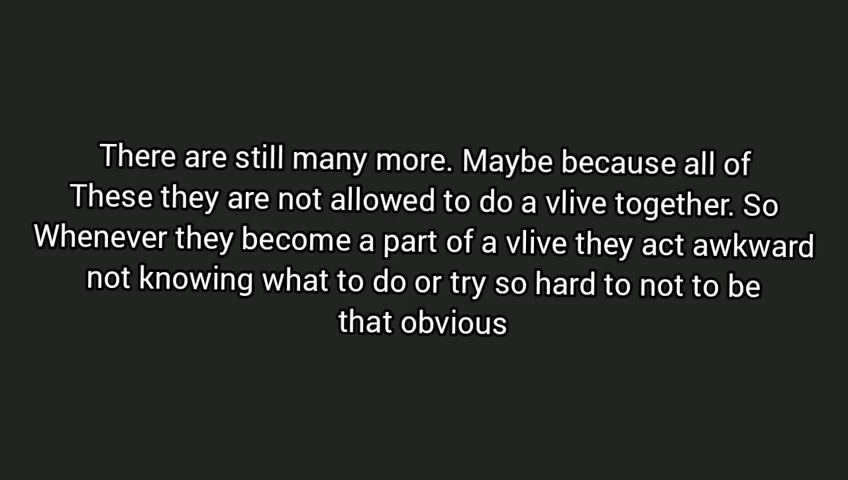 There are still many more. Maybe because all of
These they are not allowed to do a vlive together. So
Whenever they become a part of a vlive they act awkward
not knowing what to do or try so hard to not to be
that obvious